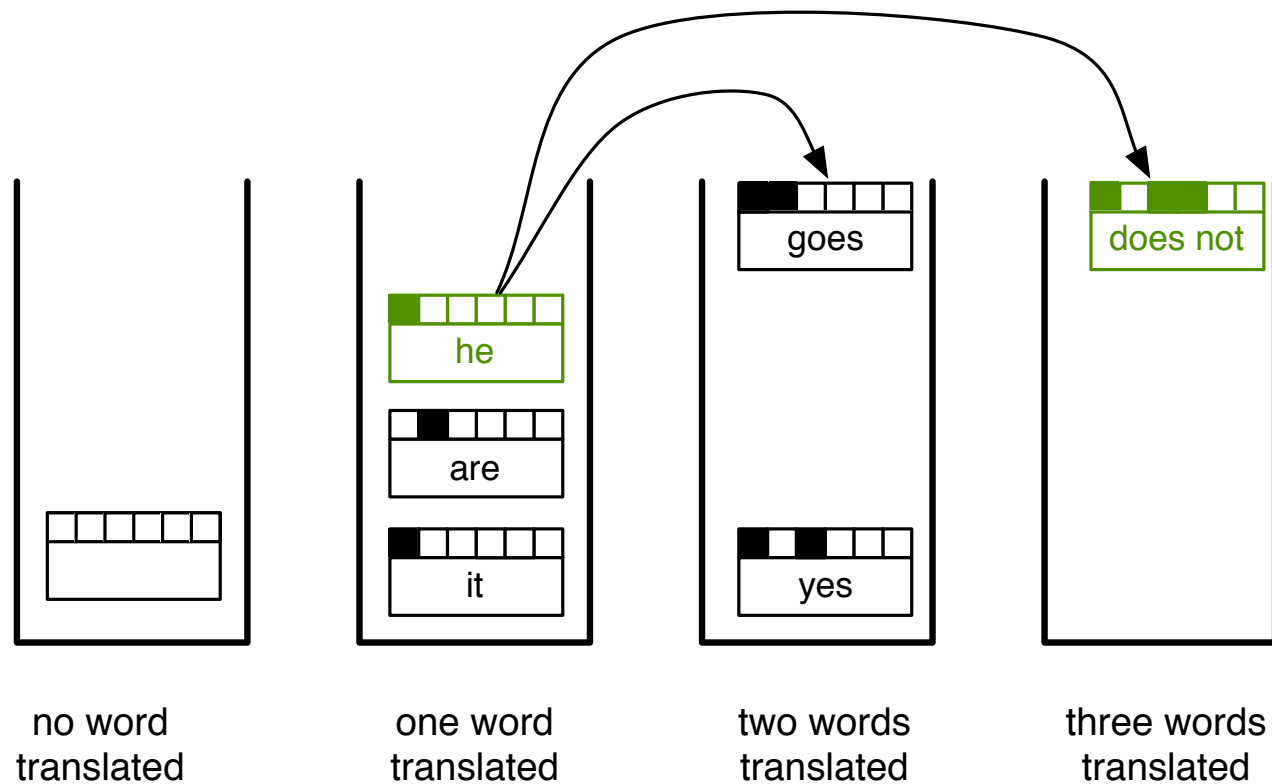 goes
does not
he
are
it
yes
no word
translated
one word
translated
two words
translated
three words
translated